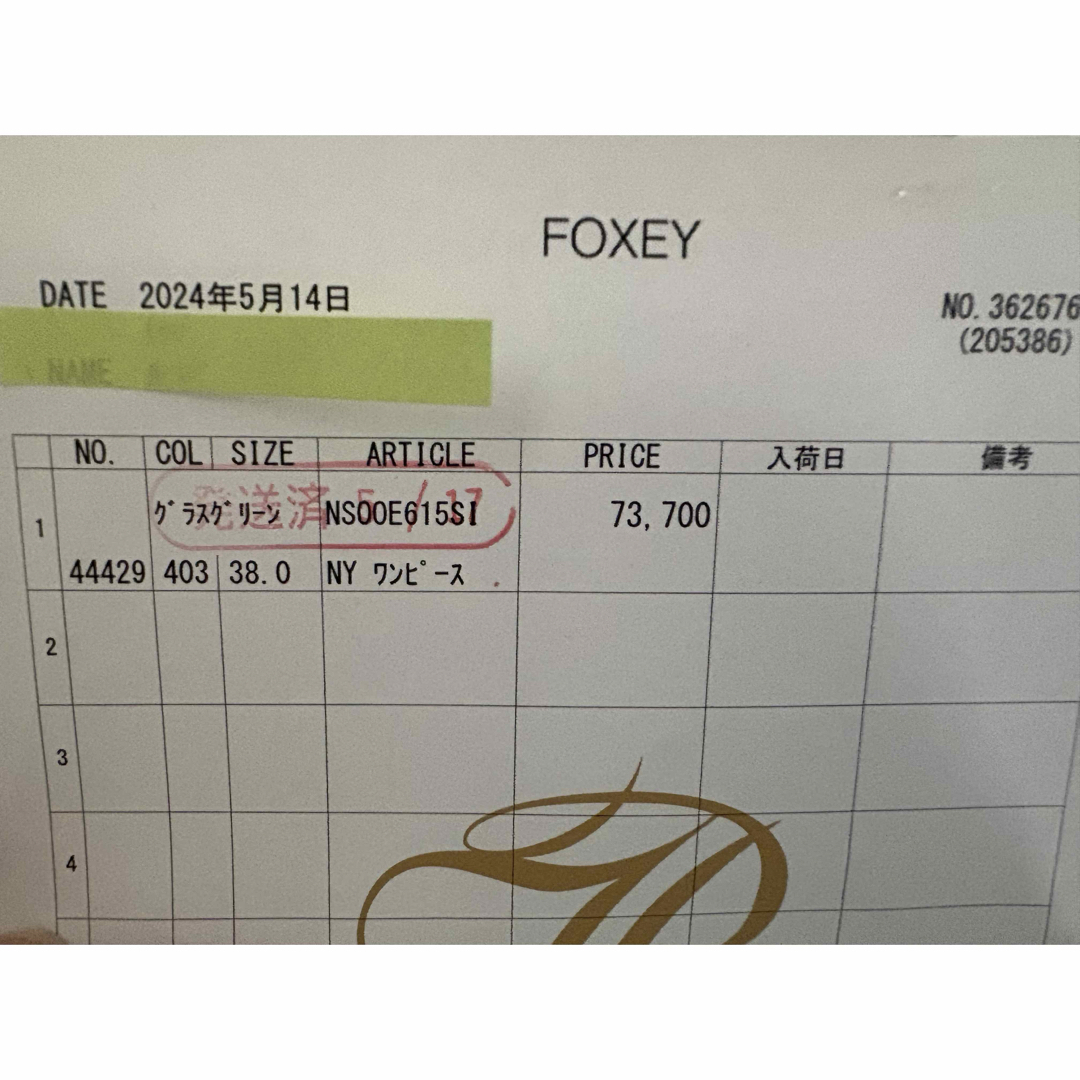 FOXEY
DATE 2024年5月14日
NO. 362676
(205386)
NAME
NO. COL SIZE ARTICLE PRICE 入荷日 備考
発送済 5/17
1 グラスグリーン NSOOE615SI 73,700
44429 403 38.0 NY ワンピース
2
3
4